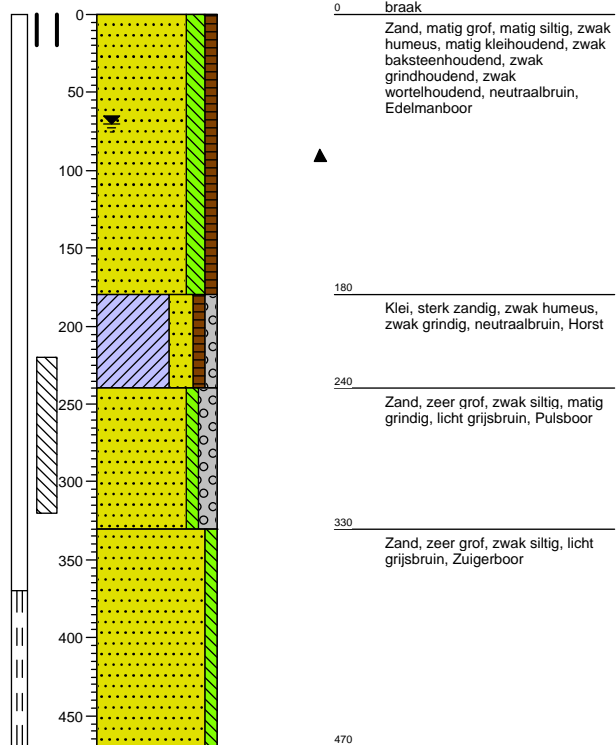 0
50
100
150
200
250
300
350
400
450
0
braak
Zand, matig grof, matig siltig, zwak
humeus, matig kleihoudend, zwak
baksteenhoudend, zwak
grindhoudend, zwak
wortelhoudend, neutraalbruin,
Edelmanboor
180
Klei, sterk zandig, zwak humeus,
zwak grindig, neutraalbruin, Horst
240
Zand, zeer grof, zwak siltig, matig
grindig, licht grijsbruin, Pulsboor
330
Zand, zeer grof, zwak siltig, licht
grijsbruin, Zuigerboor
470